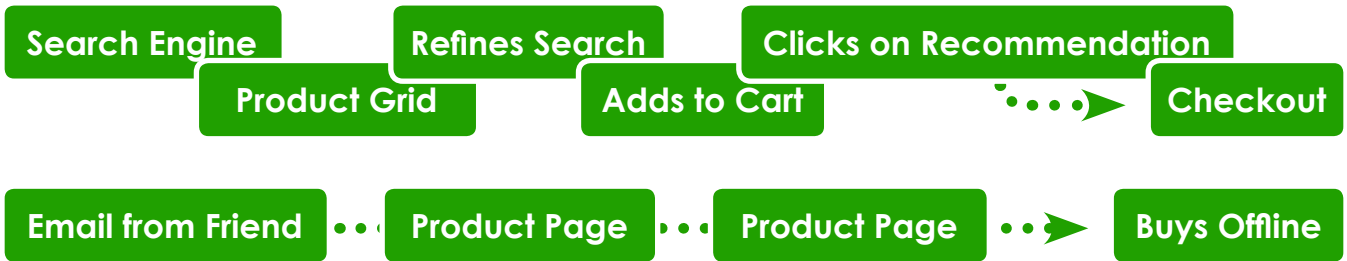 Search Engine
Refines Search
Clicks on Recommendation
Product Grid
Adds to Cart
Checkout
Email from Friend
Product Page
Product Page
Buys Offline